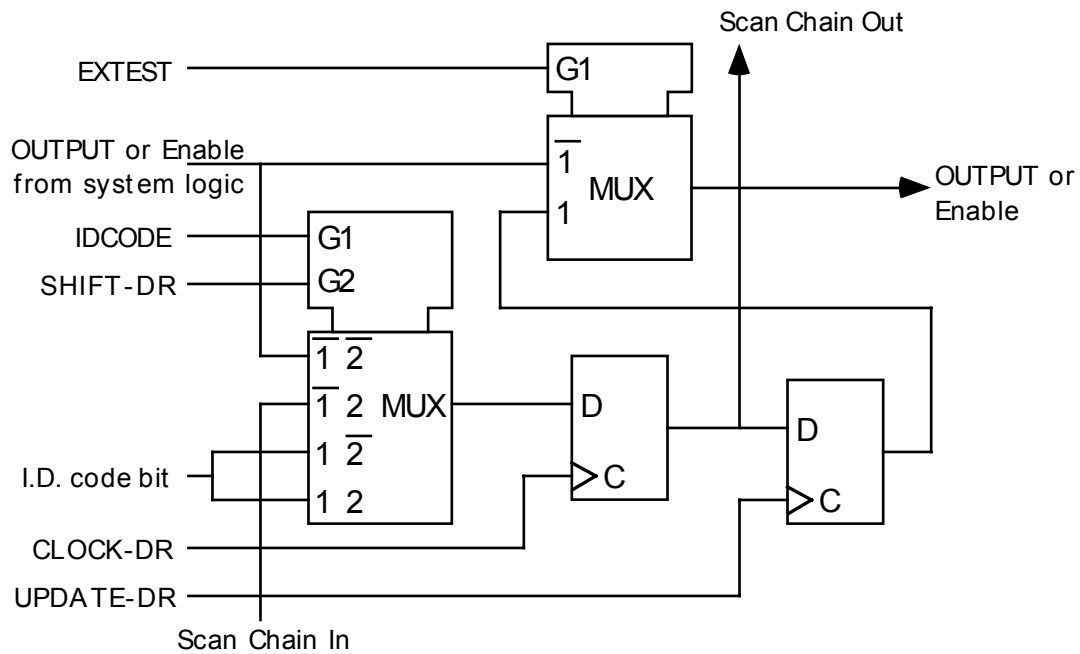 Scan Chain Out
EXTEST
G1
OUTPUT or Enable
from system logic
1
MUX
1
OUTPUT or
Enable
IDCODE
G1
SHIFT-DR
G2
1 2
1 2 MUX
1 2
1 2
D
C
D
C
I.D. code bit
CLOCK-DR
UPDATE-DR
Scan Chain In